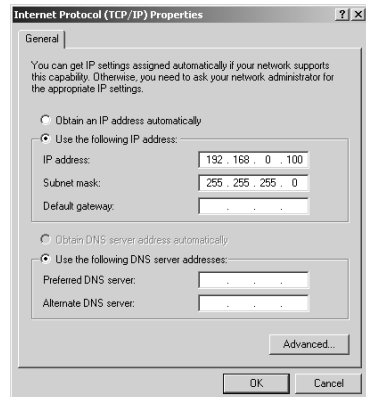 Internet Protocol (TCP/IP) Properties ? X
General
You can get IP settings assigned automatically if your network supports
this capability. Otherwise, you need to ask your network administrator for
the appropriate IP settings.
Obtain an IP address automatically
Use the following IP address:
IP address: 192 . 168 . 0 . 100
Subnet mask: 255 . 255 . 255 . 0
Default gateway: . . .
Obtain DNS server address automatically
Use the following DNS server addresses:
Preferred DNS server: . . .
Alternate DNS server: . . .
Advanced...
OK Cancel